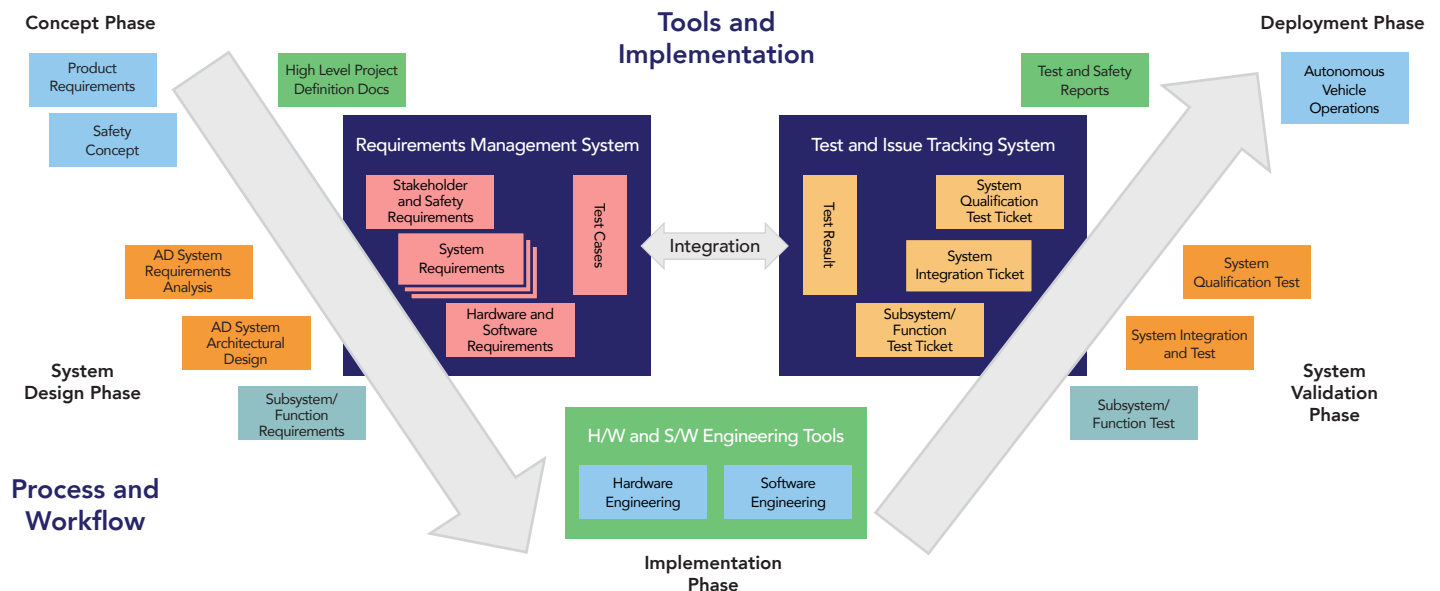 Concept Phase
Tools and
Implementation
Deployment Phase
Product
Requirements
High Level Project
Definition Docs
Test and Safety
Reports
Autonomous
Vehicle
Operations
Safety
Concept
Requirements Management System
Stakeholder
and Safety
Requirements
System
Requirements
Hardware and
Software
Requirements
Test Cases
Integration
Test and Issue Tracking System
Test Result
System
Qualification
Test Ticket
System
Integration Ticket
Subsystem/
Function
Test Ticket
AD System
Requirements
Analysis
AD System
Architectural
Design
Subsystem/
Function
Requirements
System
Design Phase
System
Qualification Test
System Integration
and Test
Subsystem/
Function Test
System
Validation
Phase
H/W and S/W Engineering Tools
Hardware
Engineering
Software
Engineering
Process and
Workflow
Implementation
Phase